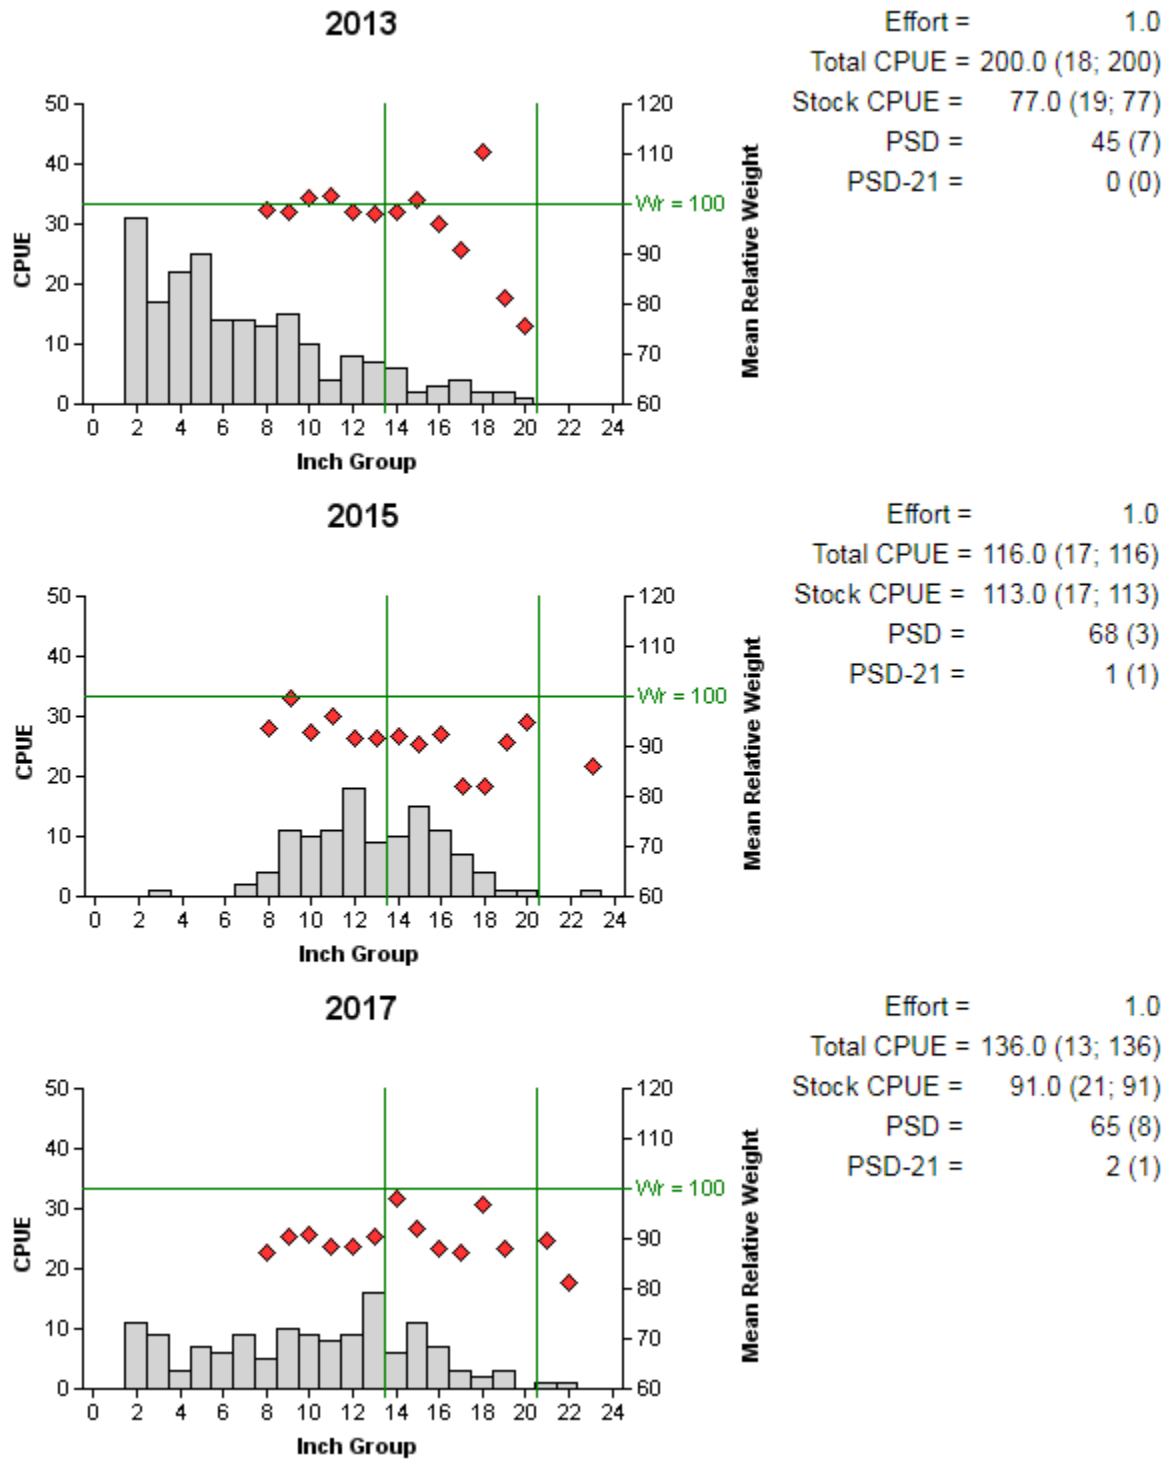 2013
Effort = 1.0
Total CPUE = 200.0 (18; 200)
Stock CPUE = 77.0 (19; 77)
PSD = 45 (7)
PSD-21 = 0 (0)
50
40
30
20
10
0
CPUE
120
110
Wr = 100
90
80
70
60
Mean Relative Weight
0 2 4 6 8 10 12 14 16 18 20 22 24
Inch Group
2015
Effort = 1.0
Total CPUE = 116.0 (17; 116)
Stock CPUE = 113.0 (17; 113)
PSD = 68 (3)
PSD-21 = 1 (1)
50
40
30
20
10
0
CPUE
120
110
Wr = 100
90
80
70
60
Mean Relative Weight
0 2 4 6 8 10 12 14 16 18 20 22 24
Inch Group
2017
Effort = 1.0
Total CPUE = 136.0 (13; 136)
Stock CPUE = 91.0 (21; 91)
PSD = 65 (8)
PSD-21 = 2 (1)
50
40
30
20
10
0
CPUE
120
110
Wr = 100
90
80
70
60
Mean Relative Weight
0 2 4 6 8 10 12 14 16 18 20 22 24
Inch Group